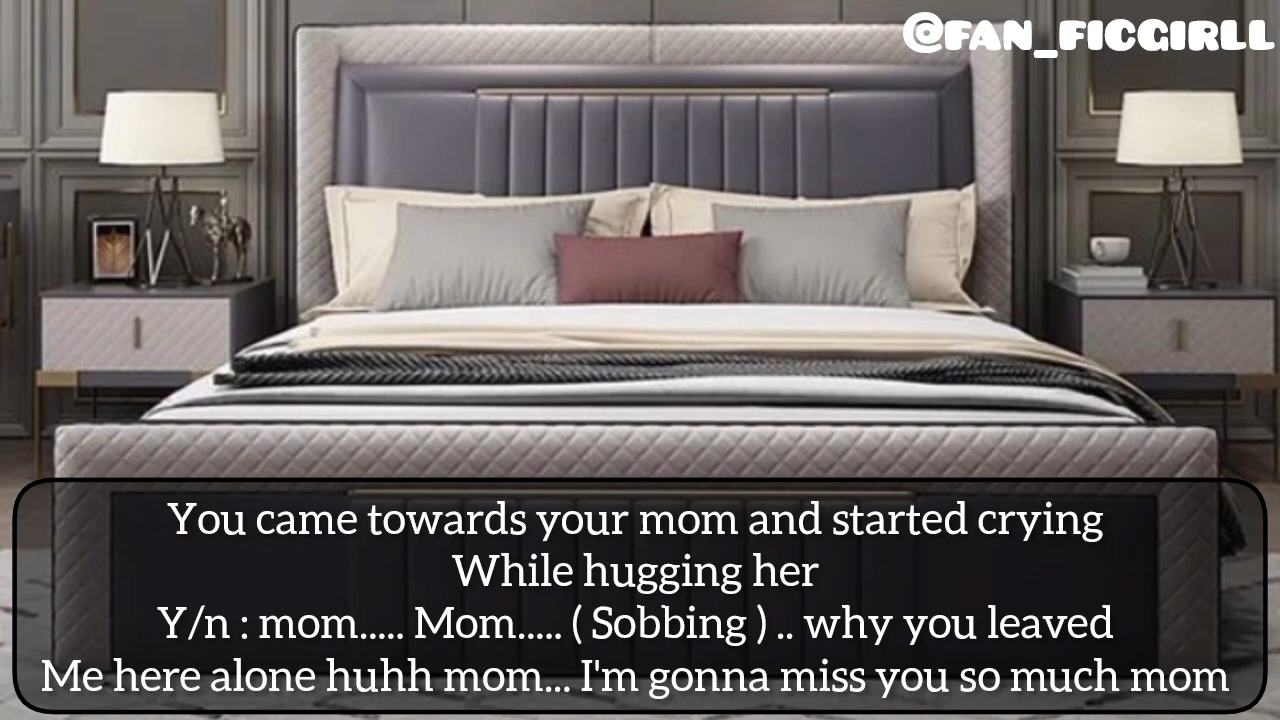 @FAN_FICGIRLL
You came towards your mom and started crying
While hugging her
Y/n : mom..... Mom..... ( Sobbing ) .. why you leaved
Me here alone huhh mom... I'm gonna miss you so much mom